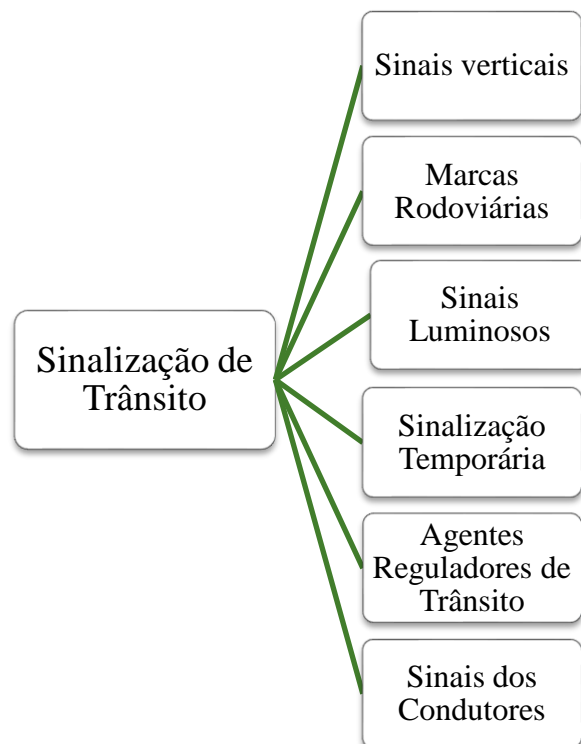 Sinalização de
Trânsito
Sinais verticais
Marcas
Rodoviárias
Sinais
Luminosos
Sinalização
Temporária
Agentes
Reguladores de
Trânsito
Sinais dos
Condutores